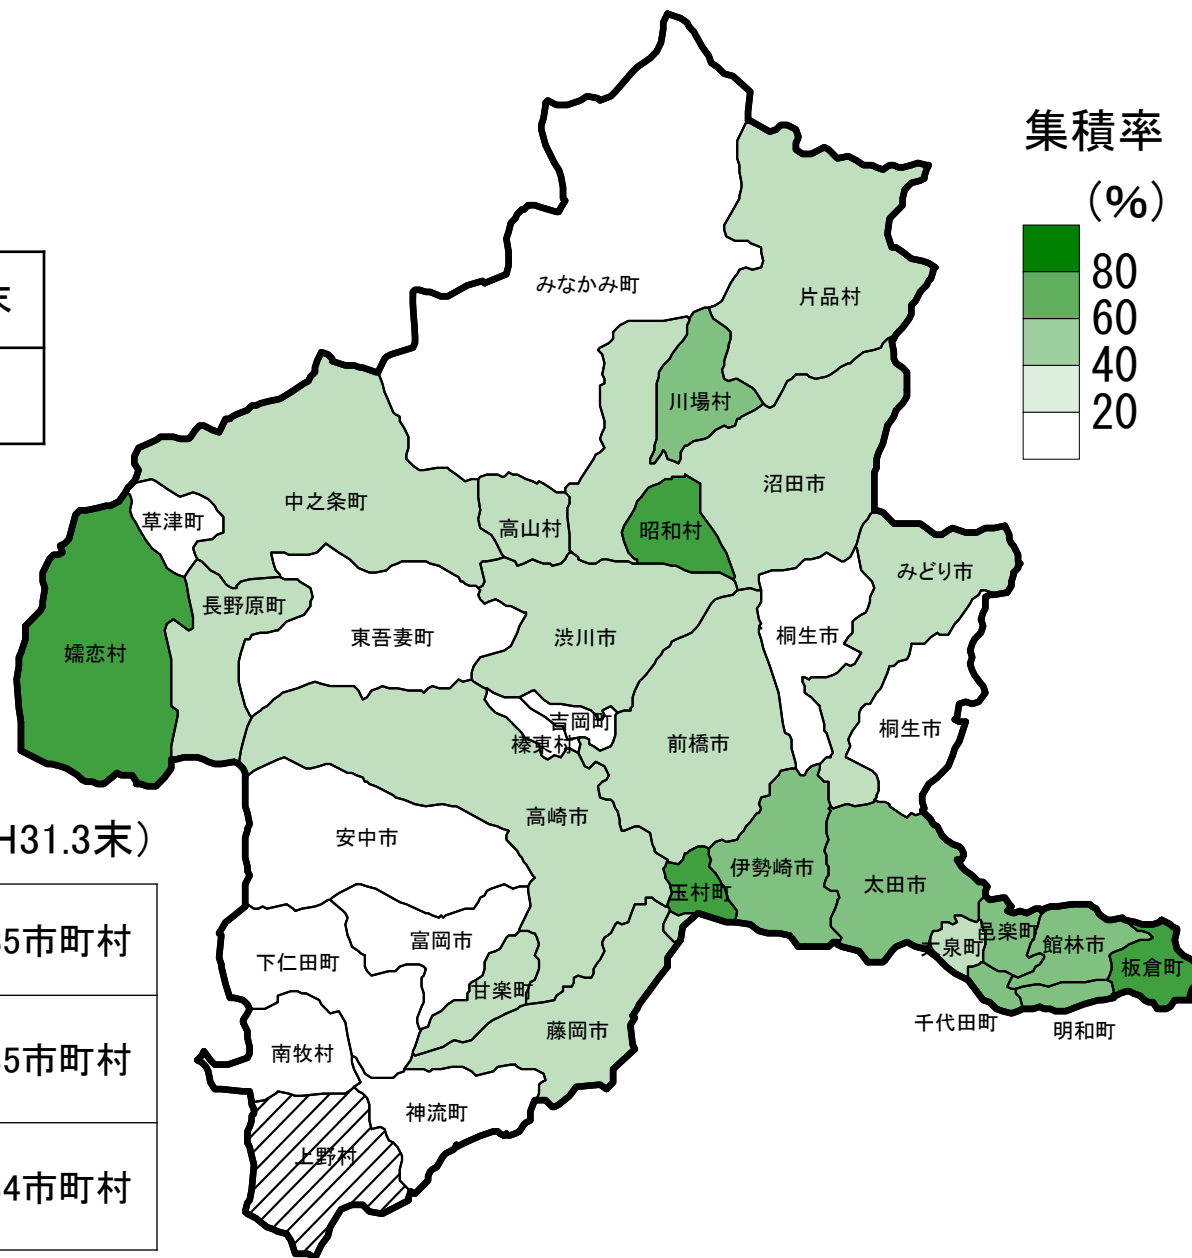 集積率
(%)
80
60
40
20
みなかみ町
片品村
川場村
沼田市
中之条町
草津町
高山村
昭和村
みどり市
長野原町
嬬恋村
東吾妻町
渋川市
桐生市
吉岡町
榛東村
前橋市
桐生市
高崎市
安中市
H31.3末）
伊勢崎市
玉村町
太田市
5市町村
富岡市
下仁田町
邑楽町
大泉町
館林市
板倉町
甘楽町
千代田町
明和町
藤岡市
5市町村
南牧村
神流町
上野村
4市町村